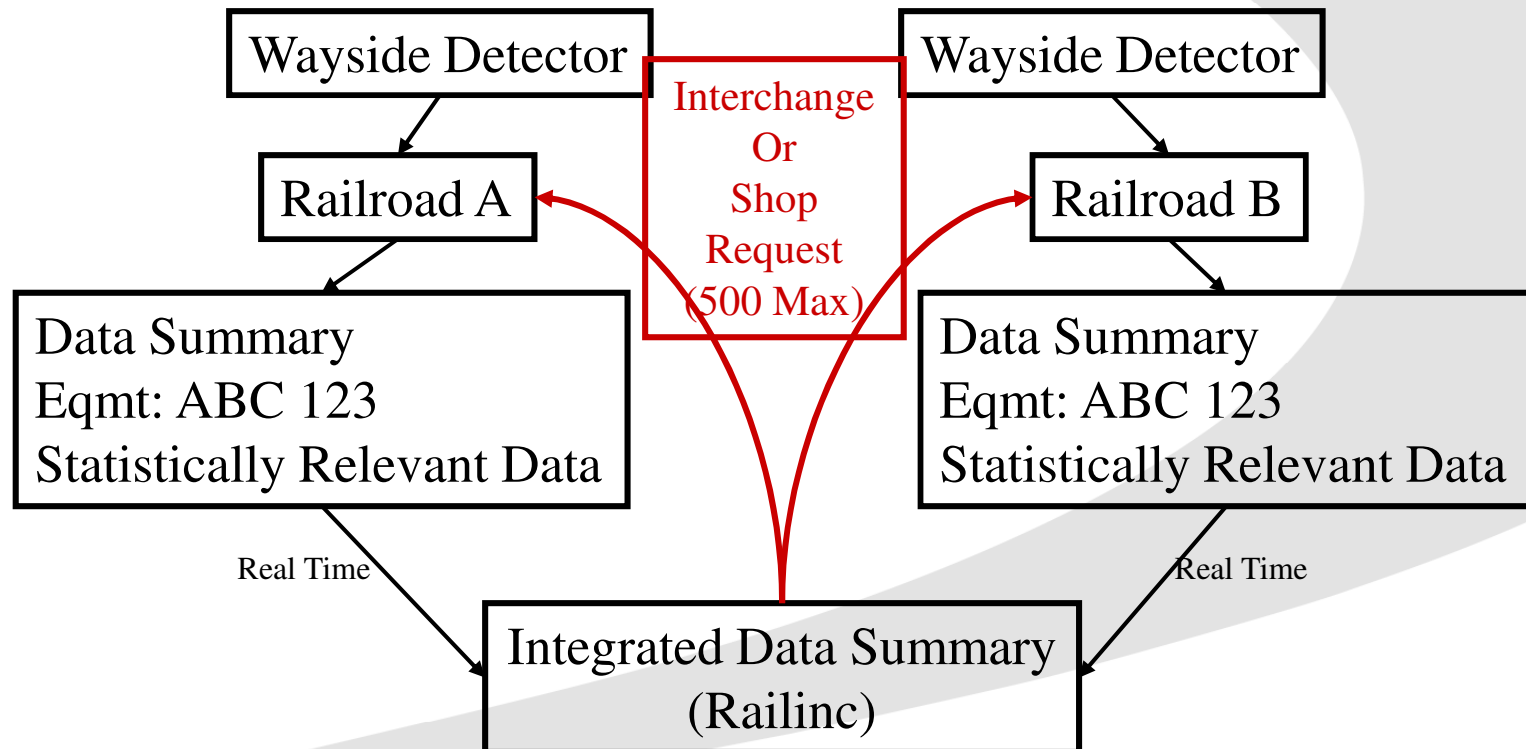 Wayside Detector
Wayside Detector
Interchange
Or
Shop
Request
(500 Max)
Railroad A
Railroad B
Data Summary
Eqmt: ABC 123
Statistically Relevant Data
Data Summary
Eqmt: ABC 123
Statistically Relevant Data
Real Time
Real Time
Integrated Data Summary
(Railinc)